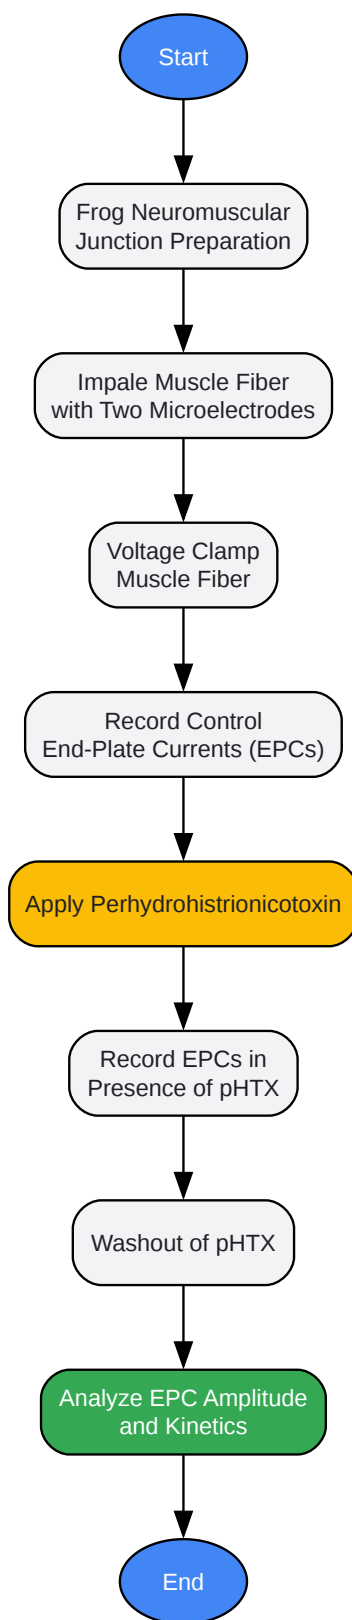 Start
Frog Neuromuscular
Junction Preparation
Impale Muscle Fiber
with Two Microelectrodes
Voltage Clamp
Muscle Fiber
Record Control
End-Plate Currents (EPCs)
Apply Perhydrohistrionicotoxin
Record EPCs in
Presence of pHTX
Washout of pHTX
Analyze EPC Amplitude
and Kinetics
End